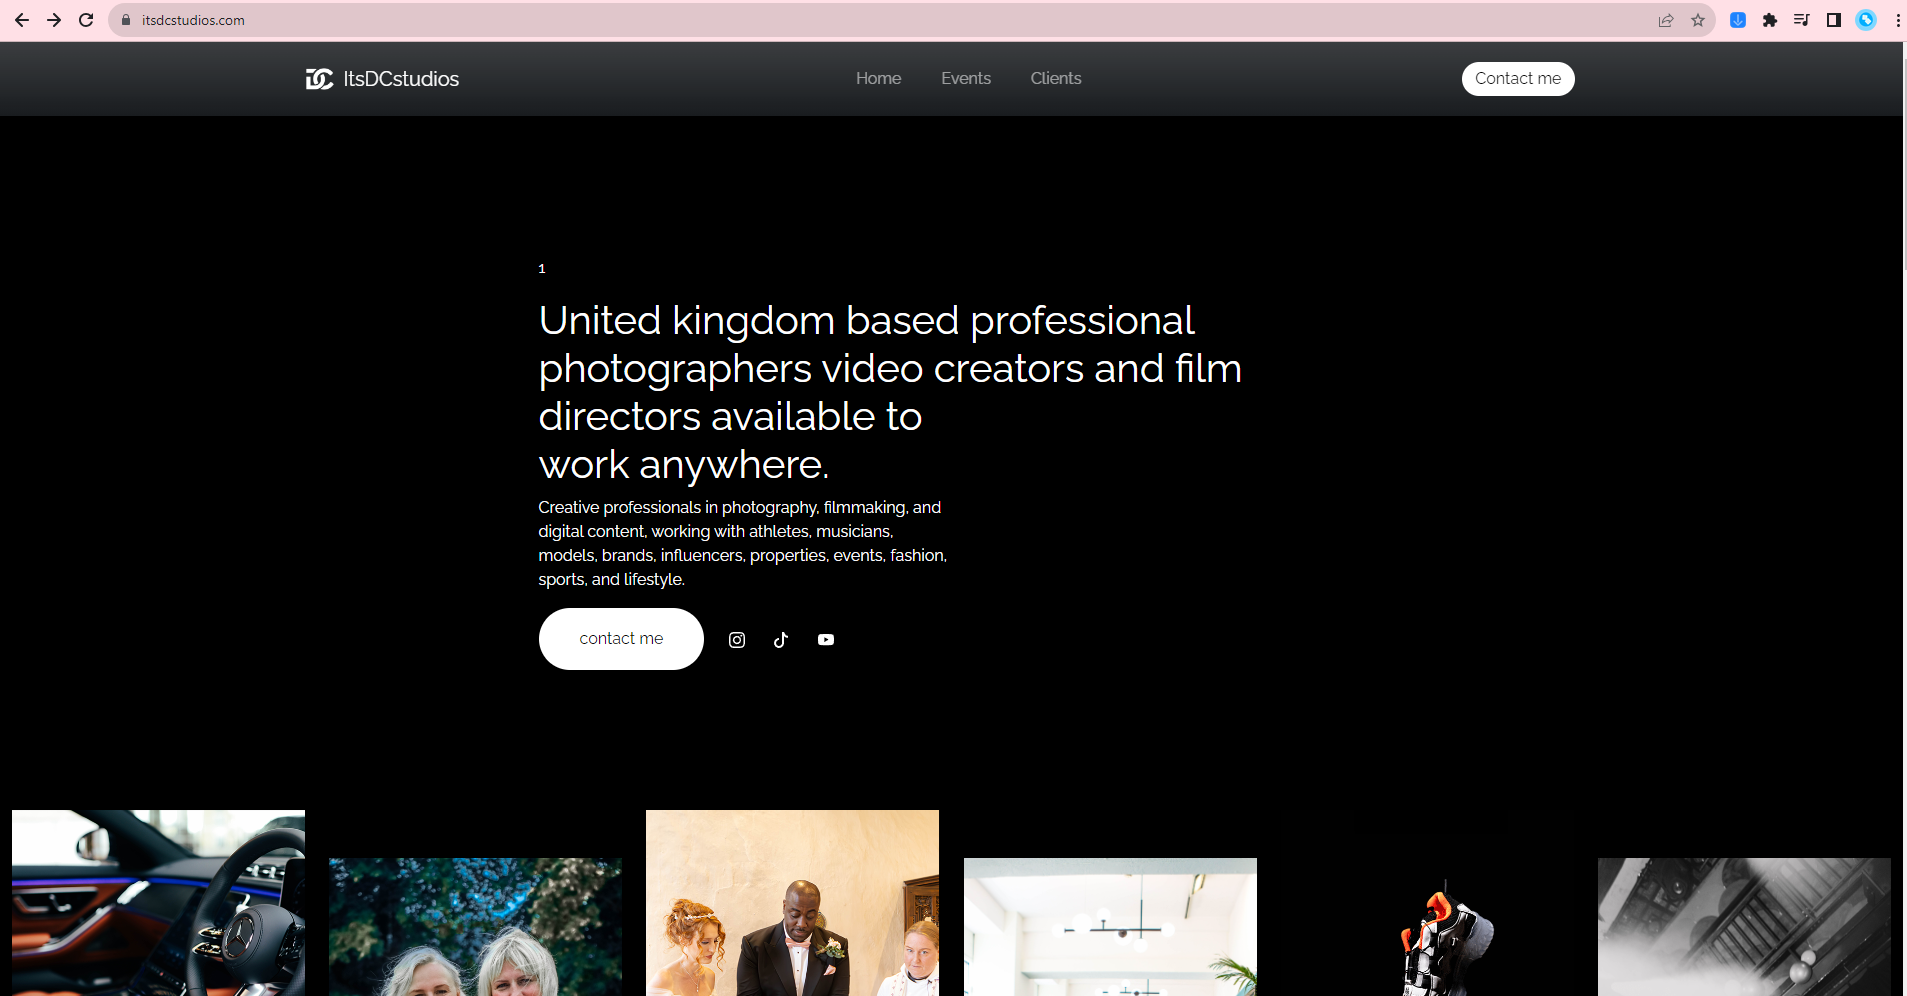 itsdcstudios.com
DC ItsDCstudios Home Events Clients Contact me
1
United kingdom based professional
photographers video creators and film
directors available to
work anywhere.
Creative professionals in photography, filmmaking, and
digital content, working with athletes, musicians,
models, brands, influencers, properties, events, fashion,
sports, and lifestyle.
contact me